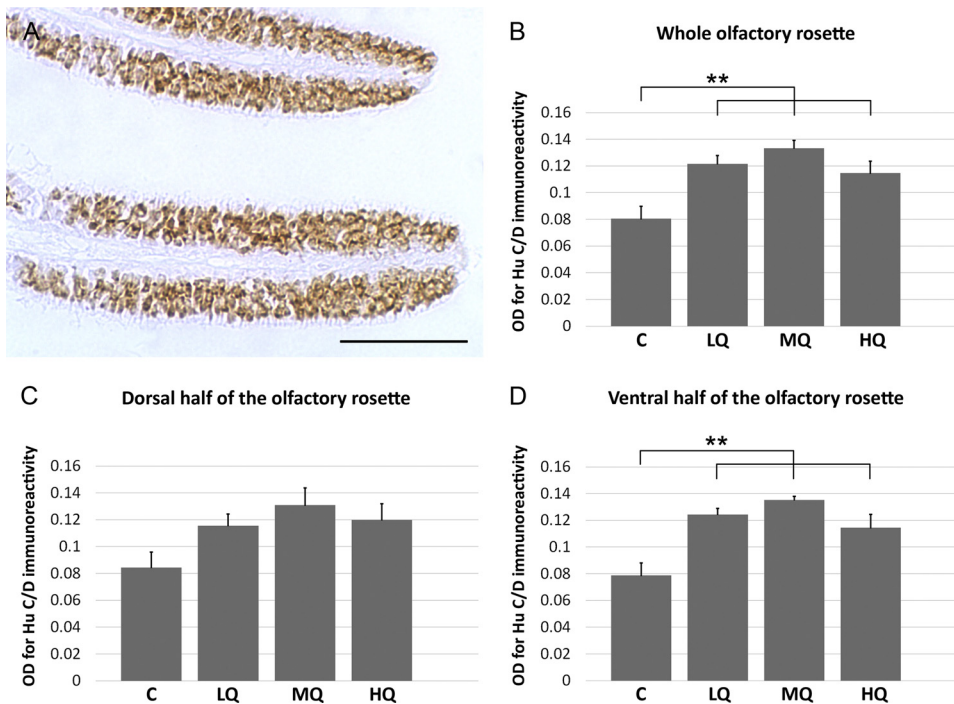 A
B
Whole olfactory rosette
**
OD for Hu C/D immunoreactivity
0.16
0.14
0.12
0.1
0.08
0.06
0.04
0.02
0
C LQ MQ HQ
C
Dorsal half of the olfactory rosette
OD for Hu C/D immunoreactivity
0.16
0.14
0.12
0.1
0.08
0.06
0.04
0.02
0
C LQ MQ HQ
D
Ventral half of the olfactory rosette
**
OD for Hu C/D immunoreactivity
0.16
0.14
0.12
0.1
0.08
0.06
0.04
0.02
0
C LQ MQ HQ